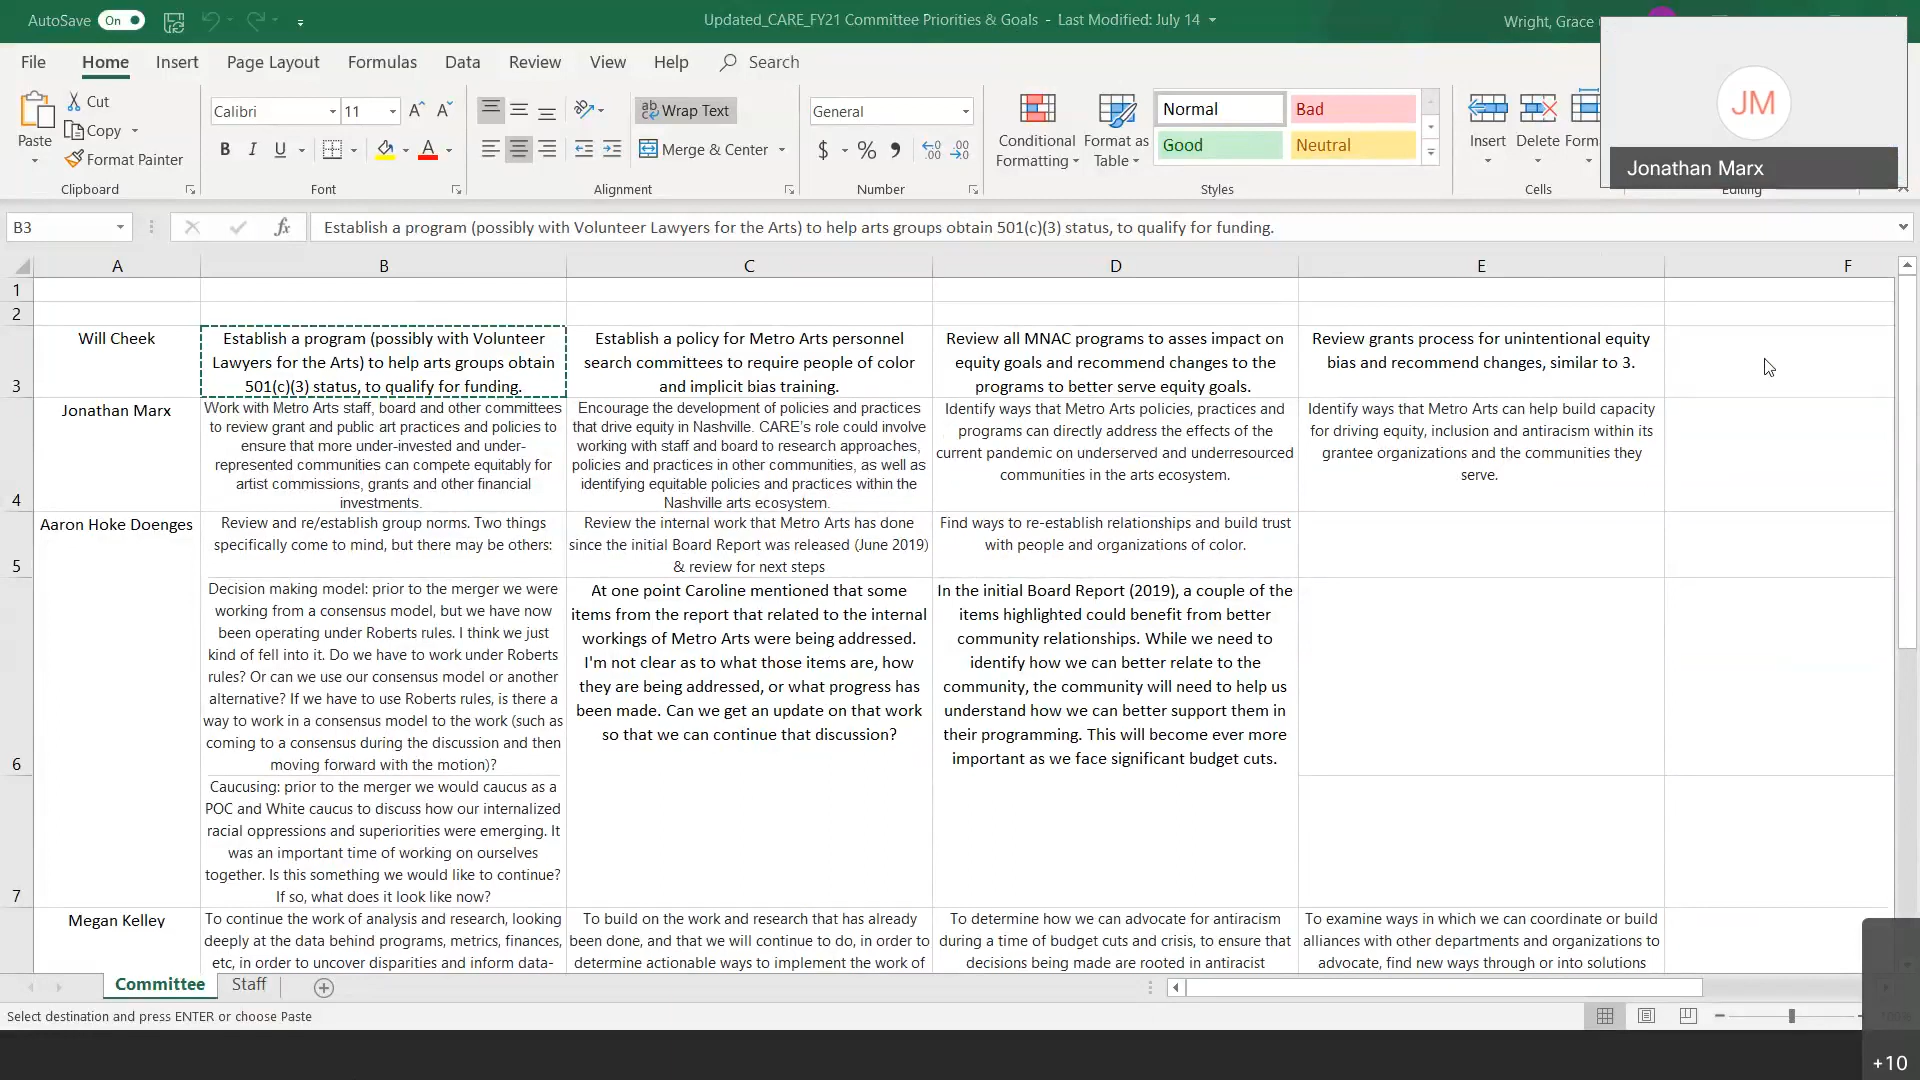 AutoSave On Updated_CARE_FY21 Committee Priorities & Goals - Last Modified: July 14 Wright, Grace
File Home Insert Page Layout Formulas Data Review View Help Search
Paste
Cut
Copy
Format Painter
Clipboard
Calibri 11
B I U
Font
ab Wrap Text
Merge & Center
Alignment
General
$ % 9
Number
Conditional Formatting
Format as Table
Normal Bad
Good Neutral
Styles
Insert Delete Form
Cells
Editing
JM
Jonathan Marx
B3 fx Establish a program (possibly with Volunteer Lawyers for the Arts) to help arts groups obtain 501(c)(3) status, to qualify for funding.
A B C D E F
1
2
3
Will Cheek
Establish a program (possibly with Volunteer
Lawyers for the Arts) to help arts groups obtain
501(c)(3) status, to qualify for funding.
Establish a policy for Metro Arts personnel
search committees to require people of color
and implicit bias training.
Review all MNAC programs to asses impact on
equity goals and recommend changes to the
programs to better serve equity goals.
Review grants process for unintentional equity
bias and recommend changes, similar to 3.
4
Jonathan Marx
Work with Metro Arts staff, board and other committees
to review grant and public art practices and policies to
ensure that more under-invested and under-
represented communities can compete equitably for
artist commissions, grants and other financial
investments.
Encourage the development of policies and practices
that drive equity in Nashville. CARE's role could involve
working with staff and board to research approaches,
policies and practices in other communities, as well as
identifying equitable policies and practices within the
Nashville arts ecosystem.
Identify ways that Metro Arts policies, practices and
programs can directly address the effects of the
current pandemic on underserved and underresourced
communities in the arts ecosystem.
Identify ways that Metro Arts can help build capacity
for driving equity, inclusion and antiracism within its
grantee organizations and the communities they
serve.
5
Aaron Hoke Doenges
Review and re/establish group norms. Two things
specifically come to mind, but there may be others:
Review the internal work that Metro Arts has done
since the initial Board Report was released (June 2019)
& review for next steps
Find ways to re-establish relationships and build trust
with people and organizations of color.
6
Decision making model: prior to the merger we were
working from a consensus model, but we have now
been operating under Roberts rules. I think we just
kind of fell into it. Do we have to work under Roberts
rules? Or can we use our consensus model or another
alternative? If we have to use Roberts rules, is there a
way to work in a consensus model to the work (such as
coming to a consensus during the discussion and then
moving forward with the motion)?
At one point Caroline mentioned that some
items from the report that related to the internal
workings of Metro Arts were being addressed.
I'm not clear as to what those items are, how
they are being addressed, or what progress has
been made. Can we get an update on that work
so that we can continue that discussion?
In the initial Board Report (2019), a couple of the
items highlighted could benefit from better
community relationships. While we need to
identify how we can better relate to the
community, the community will need to help us
understand how we can better support them in
their programming. This will become ever more
important as we face significant budget cuts.
7
Caucusing: prior to the merger we would caucus as a
POC and White caucus to discuss how our internalized
racial oppressions and superiorities were emerging. It
was an important time of working on ourselves
together. Is this something we would like to continue?
If so, what does it look like now?
Megan Kelley
To continue the work of analysis and research, looking
deeply at the data behind programs, metrics, finances,
etc, in order to uncover disparities and inform data-
To build on the work and research that has already
been done, and that we will continue to do, in order to
determine actionable ways to implement the work of
To determine how we can advocate for antiracism
during a time of budget cuts and crisis, to ensure that
decisions being made are rooted in antiracist
To examine ways in which we can coordinate or build
alliances with other departments and organizations to
advocate, find new ways through or into solutions
Committee Staff
Select destination and press ENTER or choose Paste
+10